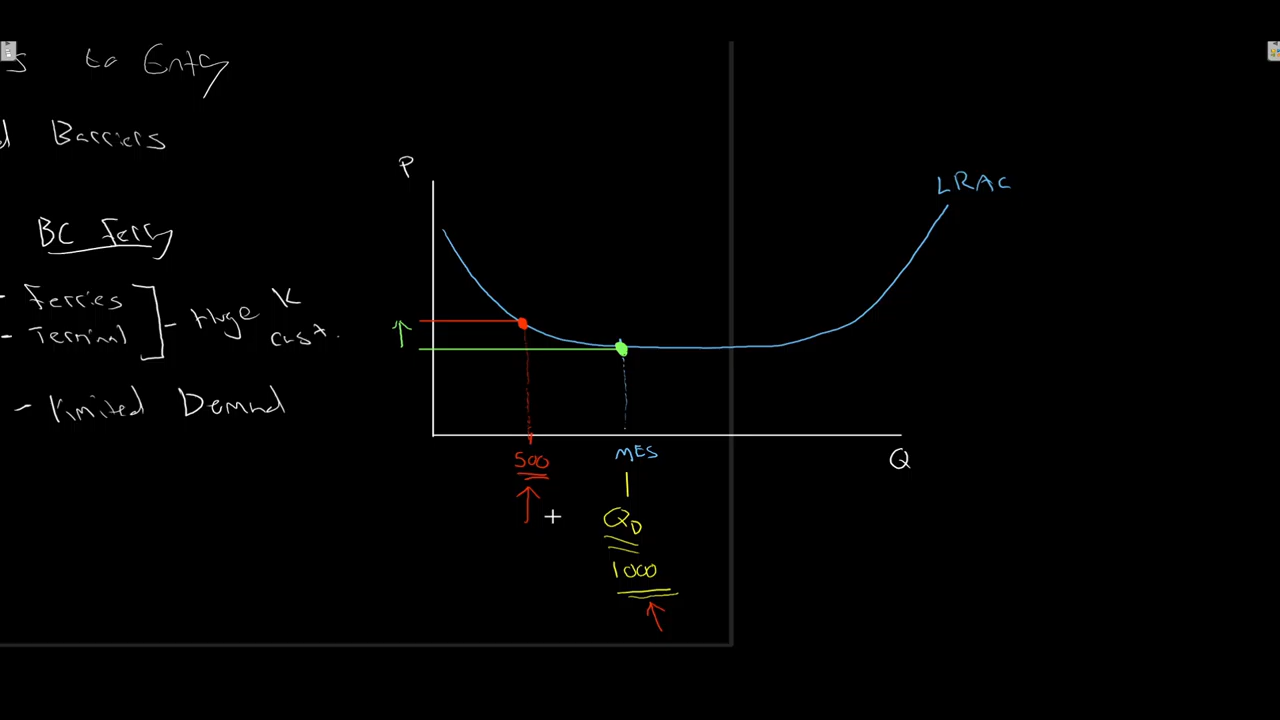 s to Entry
d Barriers
BC Ferry
- Ferries
- Terminal
- Huge K
cost.
- Limited Demand
P
LRAC
Q
500
MES
QD
1000